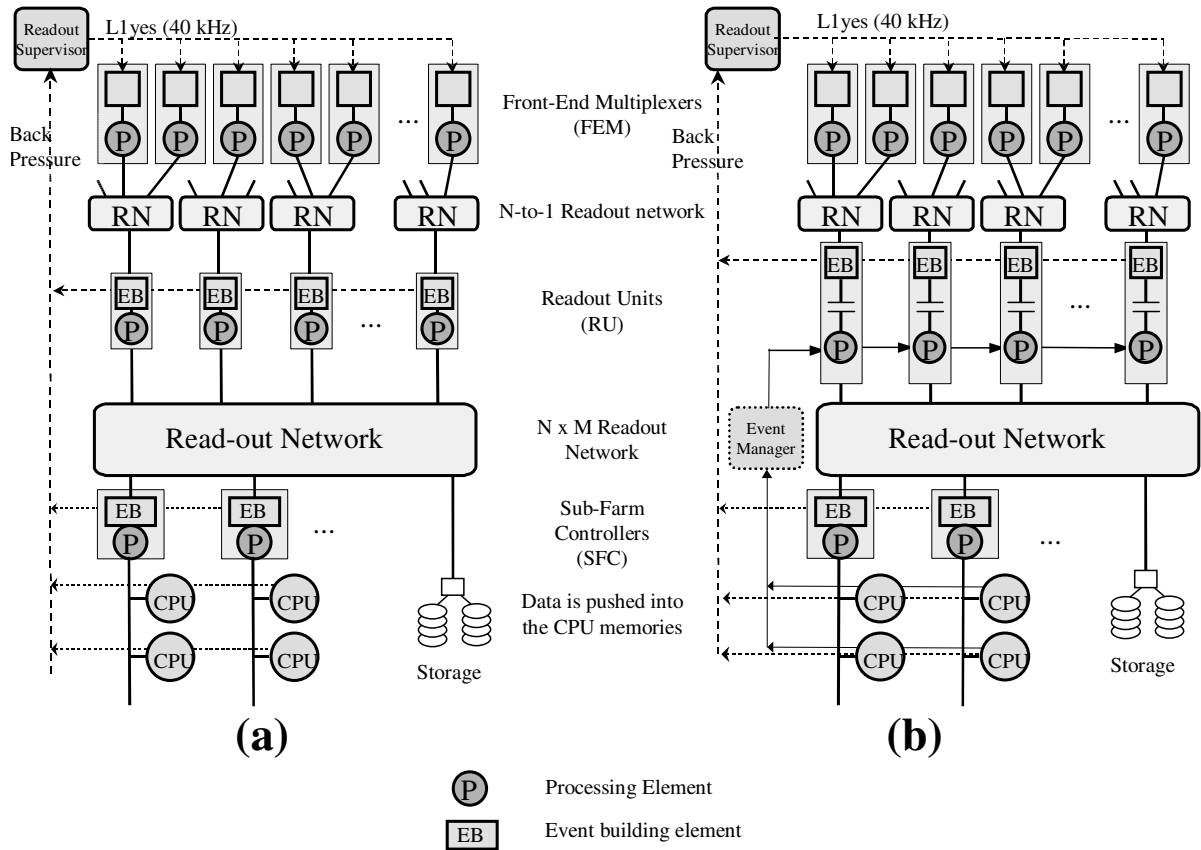 Readout
Supervisor
L1yes (40 kHz)
Back
Pressure
P
P
P
P
P
...
P
RN
RN
RN
RN
EB
EB
EB
EB
P
P
P
...
P
Read-out Network
EB
EB
...
P
P
CPU
CPU
CPU
CPU
Storage
(a)
Front-End Multiplexers
(FEM)
N-to-1 Readout network
Readout Units
(RU)
N x M Readout
Network
Sub-Farm
Controllers
(SFC)
Data is pushed into
the CPU memories
Readout
Supervisor
L1yes (40 kHz)
Back
Pressure
P
P
P
P
P
...
P
RN
RN
RN
RN
EB
EB
EB
EB
...
P
P
P
P
Event
Manager
Read-out Network
EB
EB
P
P
...
CPU
CPU
CPU
CPU
Storage
(b)
P
Processing Element
EB
Event building element